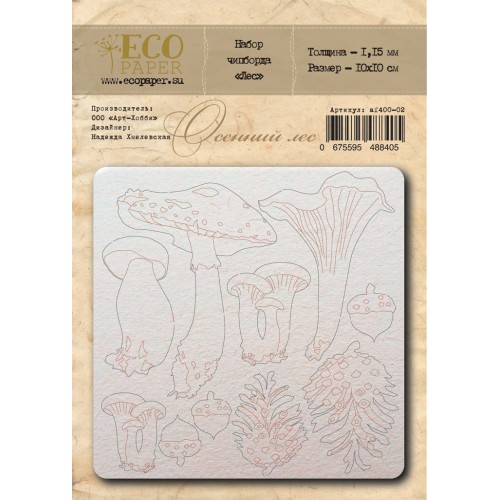 ECO
PAPER
www.ecopaper.su
Набор
чипборда
«Лес»
Толщина – 1,15 мм
Размер – 10х10 см
Производитель:
ООО «Арт-Хобби»
Дизайнер:
Надежда Хмелевская
Артикул: af400-02
Осенний лес
0 675595 488405